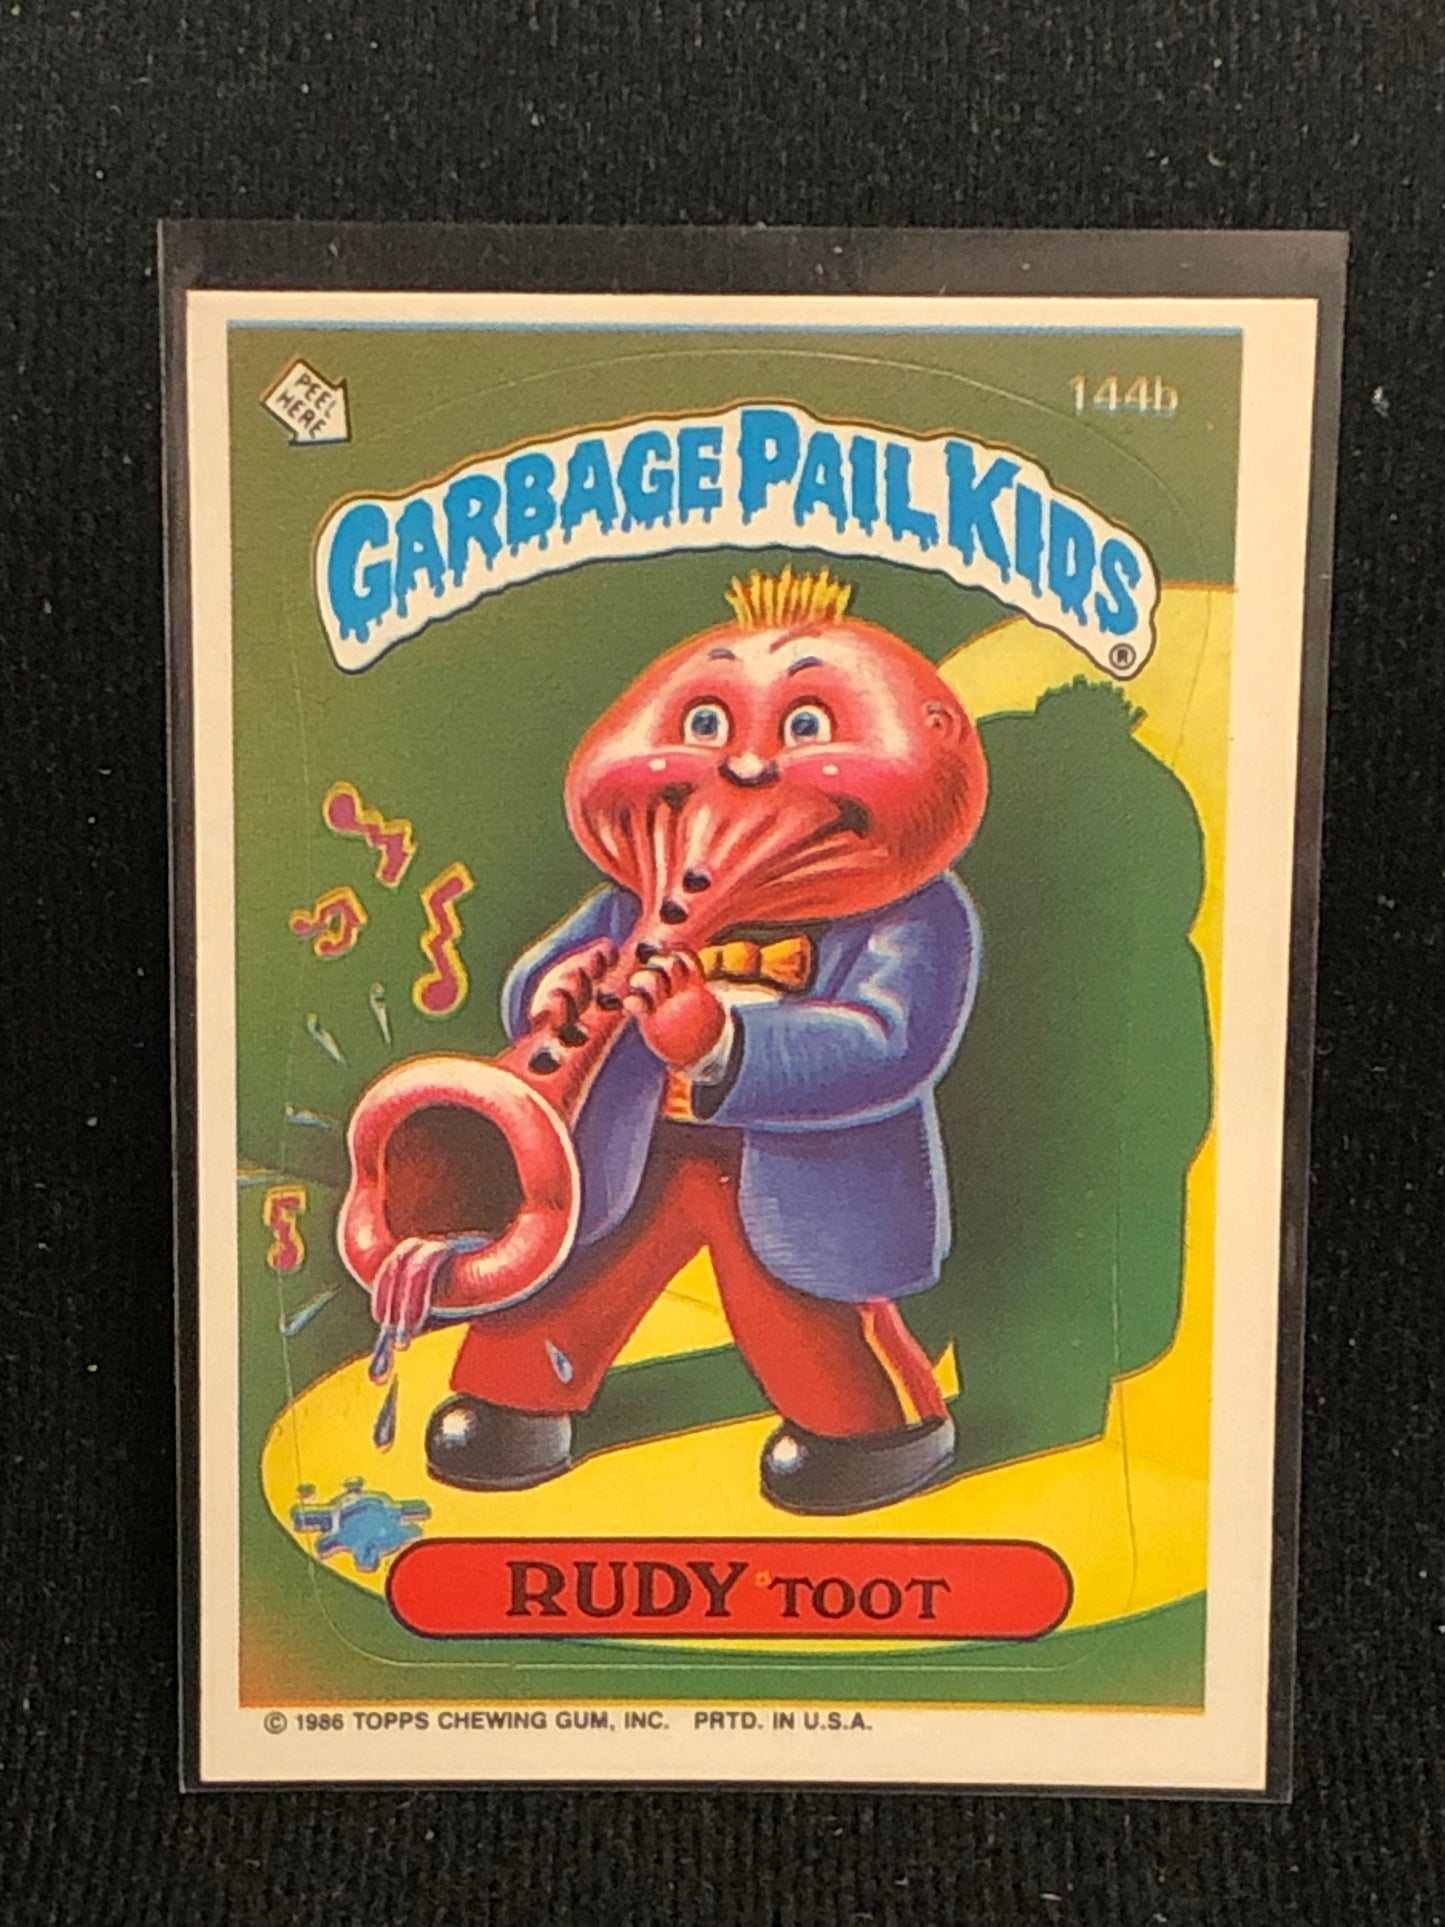 PEEL
HERE
144b
GARBAGE PAIL KIDS
®
RUDY TOOT
© 1986 TOPPS CHEWING GUM, INC. PRTD. IN U.S.A.